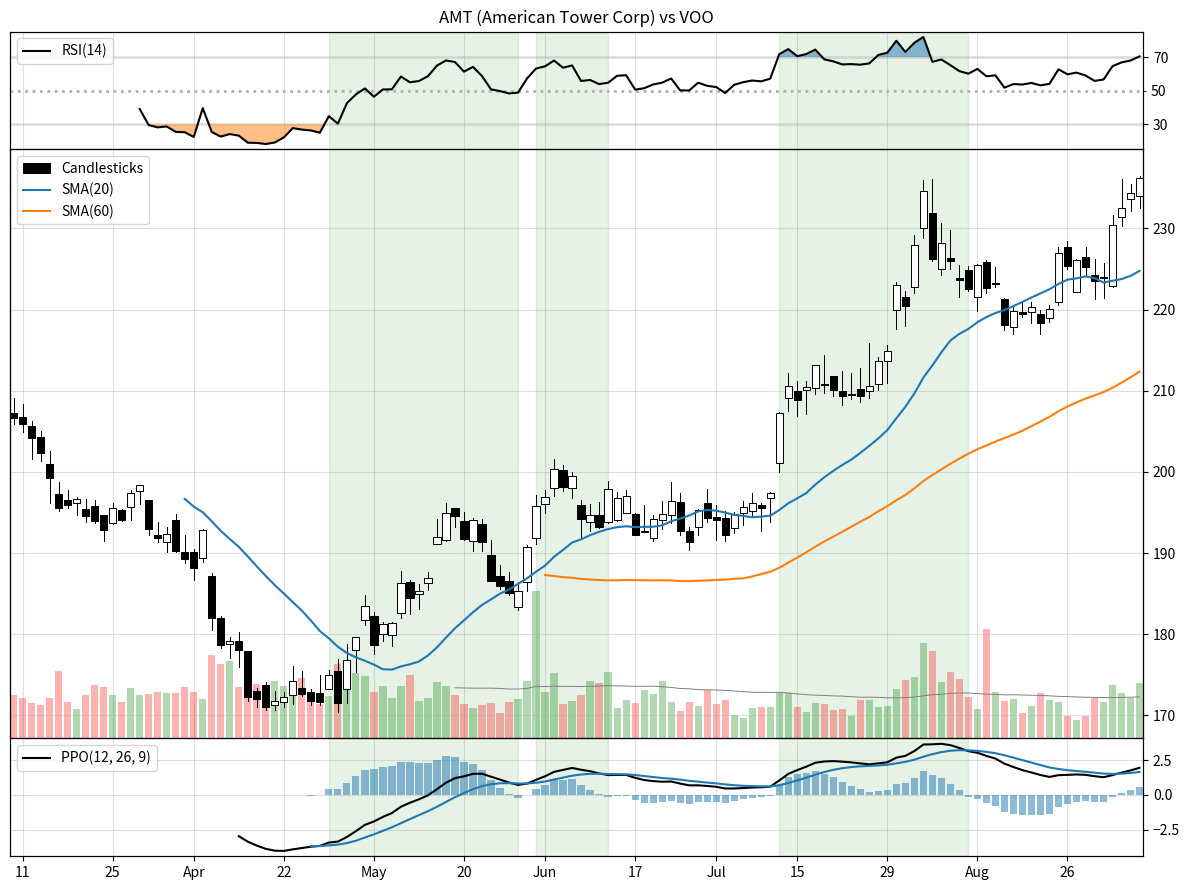 AMT (American Tower Corp) vs VOO
RSI(14)
70
50
30
Candlesticks
SMA(20)
SMA(60)
230
220
210
200
190
180
170
PPO(12, 26, 9)
2.5
0.0
−2.5
11 25 Apr 22 May 20 Jun 17 Jul 15 29 Aug 26